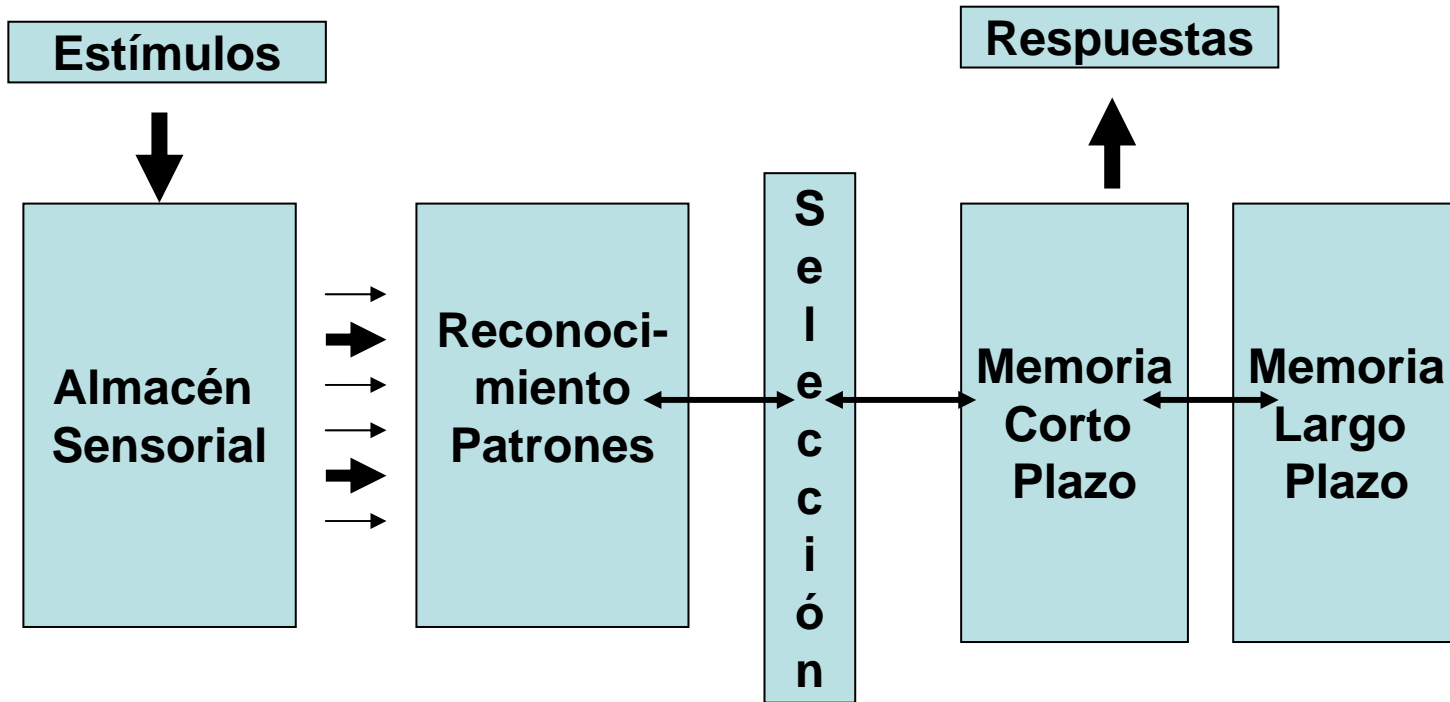 Estímulos
Respuestas
Almacén
Sensorial
Reconoci-
miento
Patrones
S
e
l
e
c
c
i
ó
n
Memoria
Corto
Plazo
Memoria
Largo
Plazo